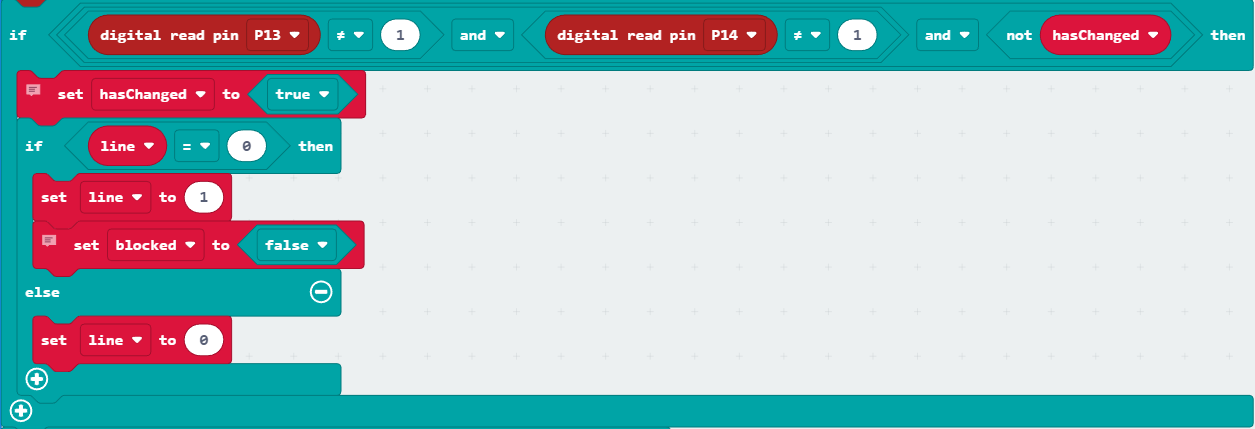 if digital read pin P13 ≠ 1 and digital read pin P14 ≠ 1 and not hasChanged then
set hasChanged to true
if line = 0 then
set line to 1
set blocked to false
else
set line to 0